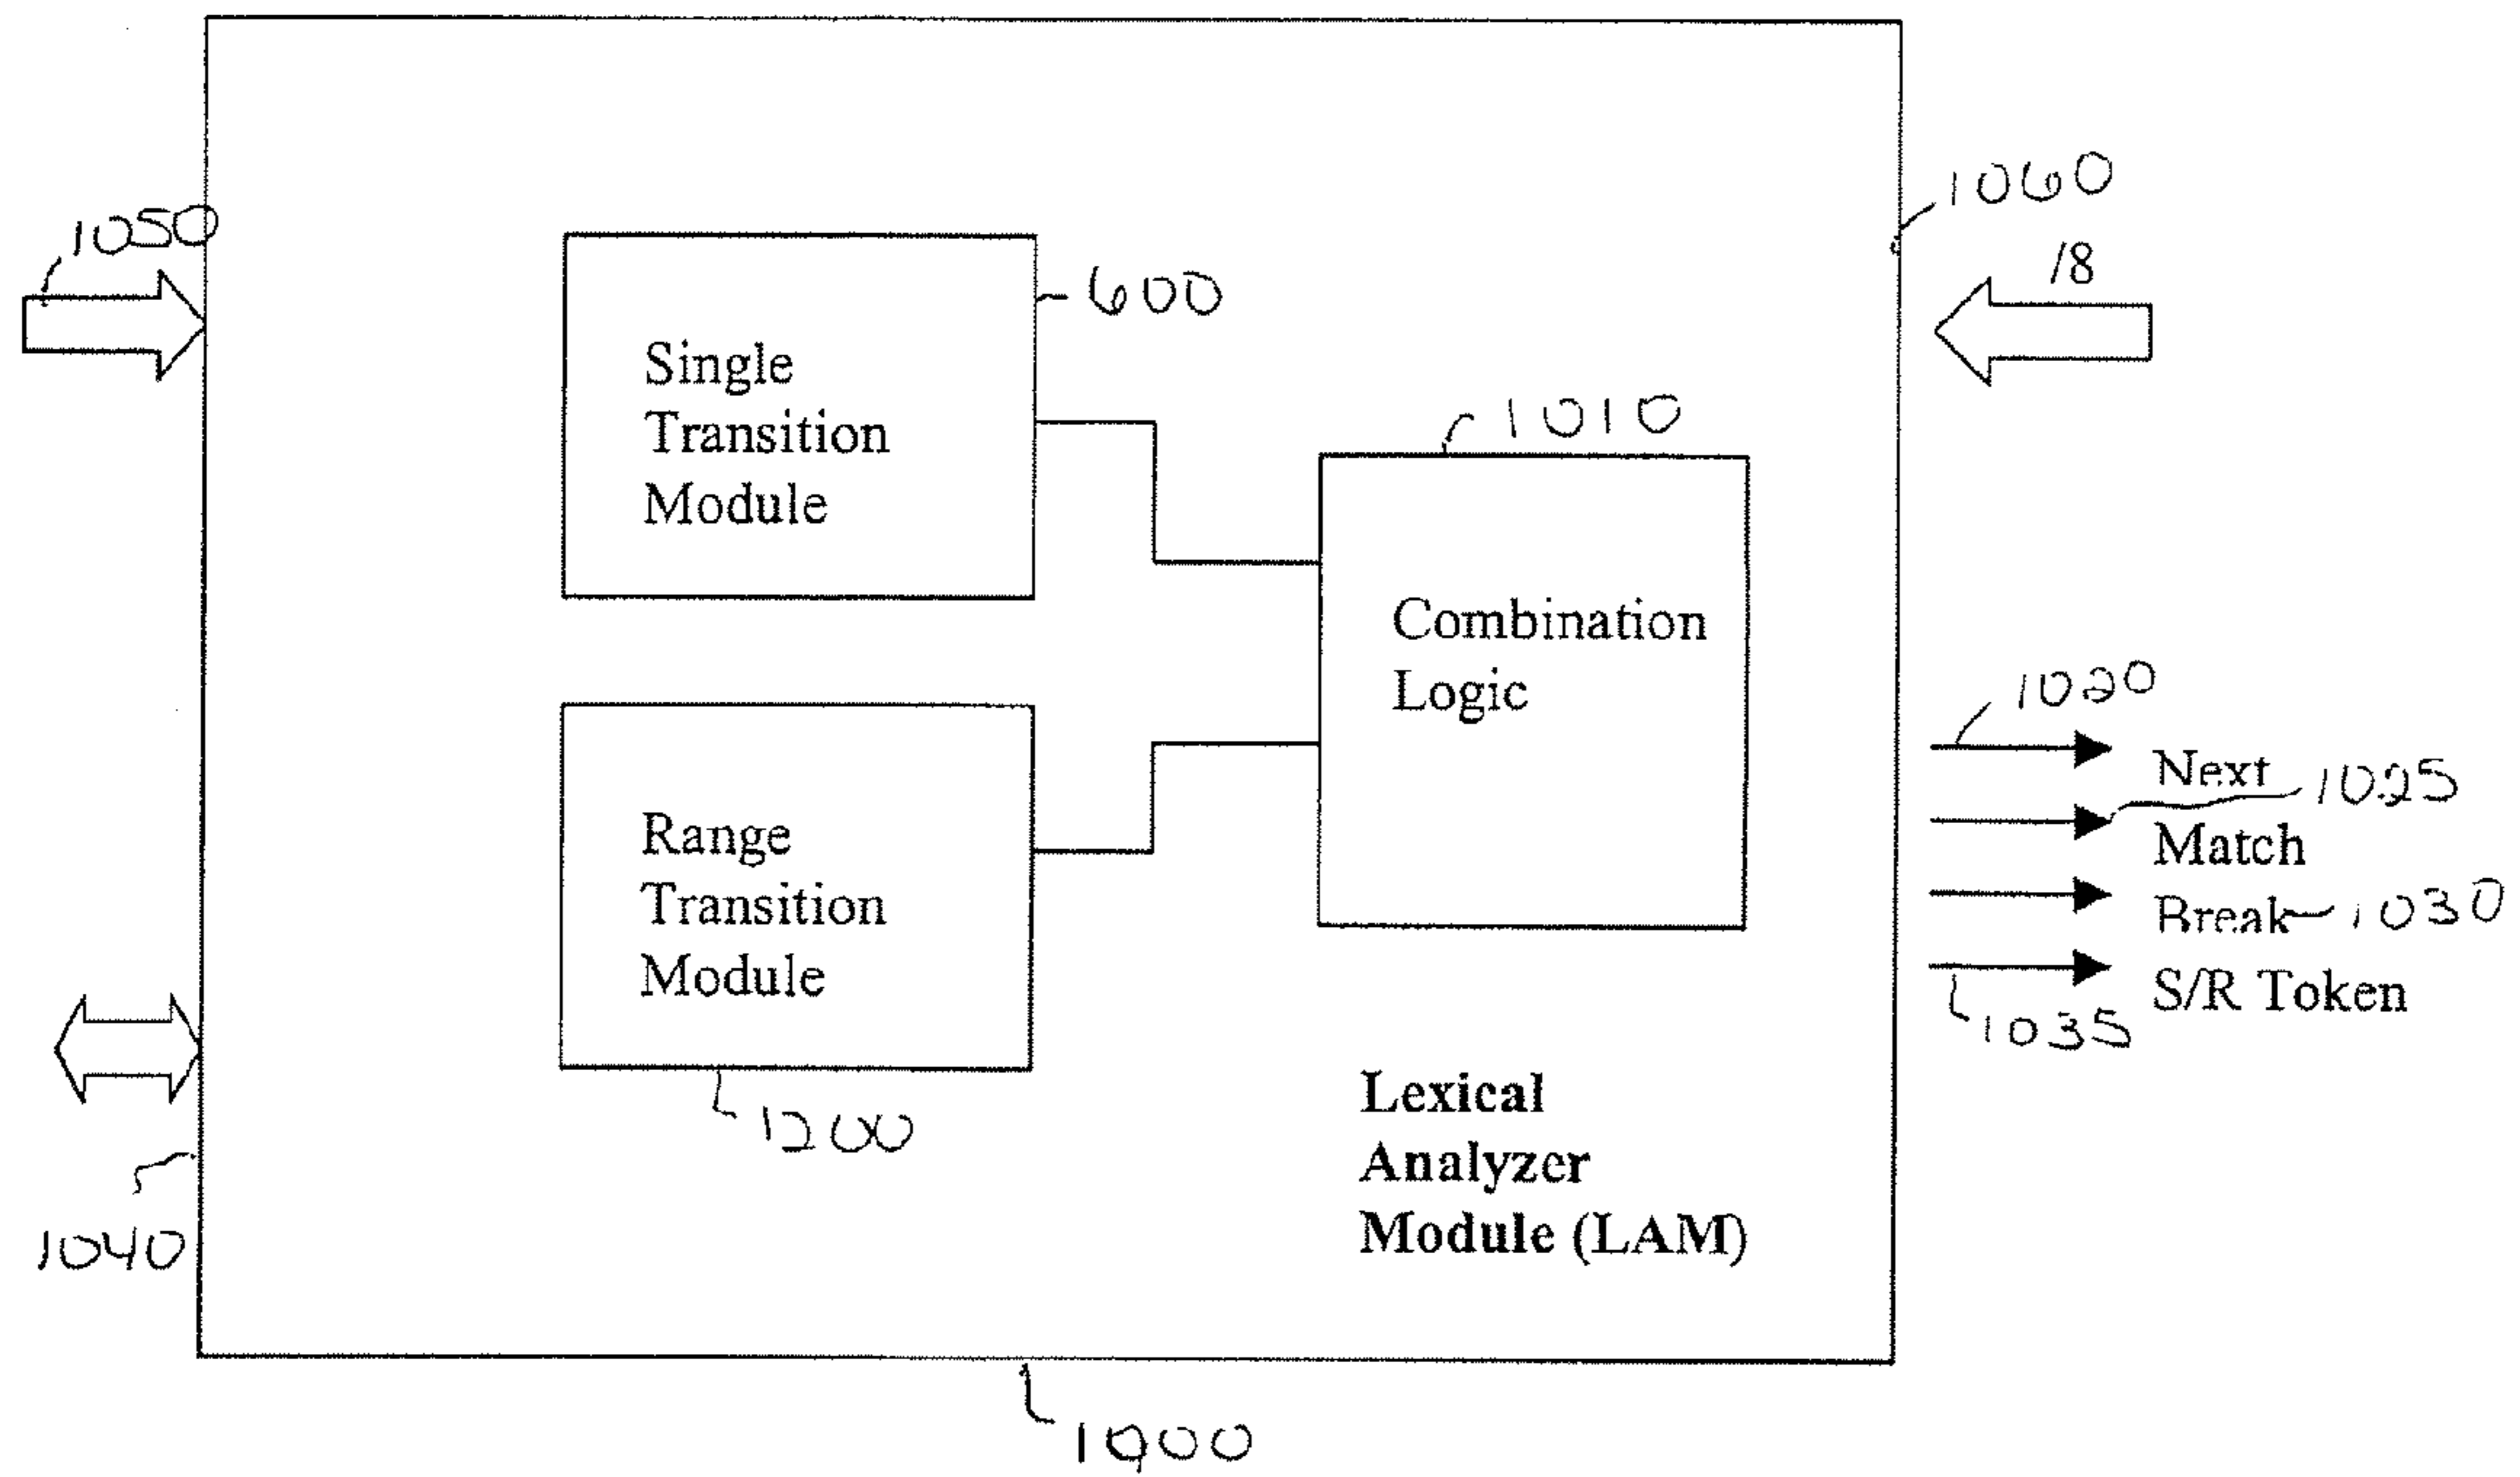 1050
1060
/8
600
Single
Transition
Module
1010
Combination
Logic
1020
Next
1025
Match
Break
1030
S/R Token
1035
Range
Transition
Module
1200
1040
Lexical
Analyzer
Module (LAM)
1000